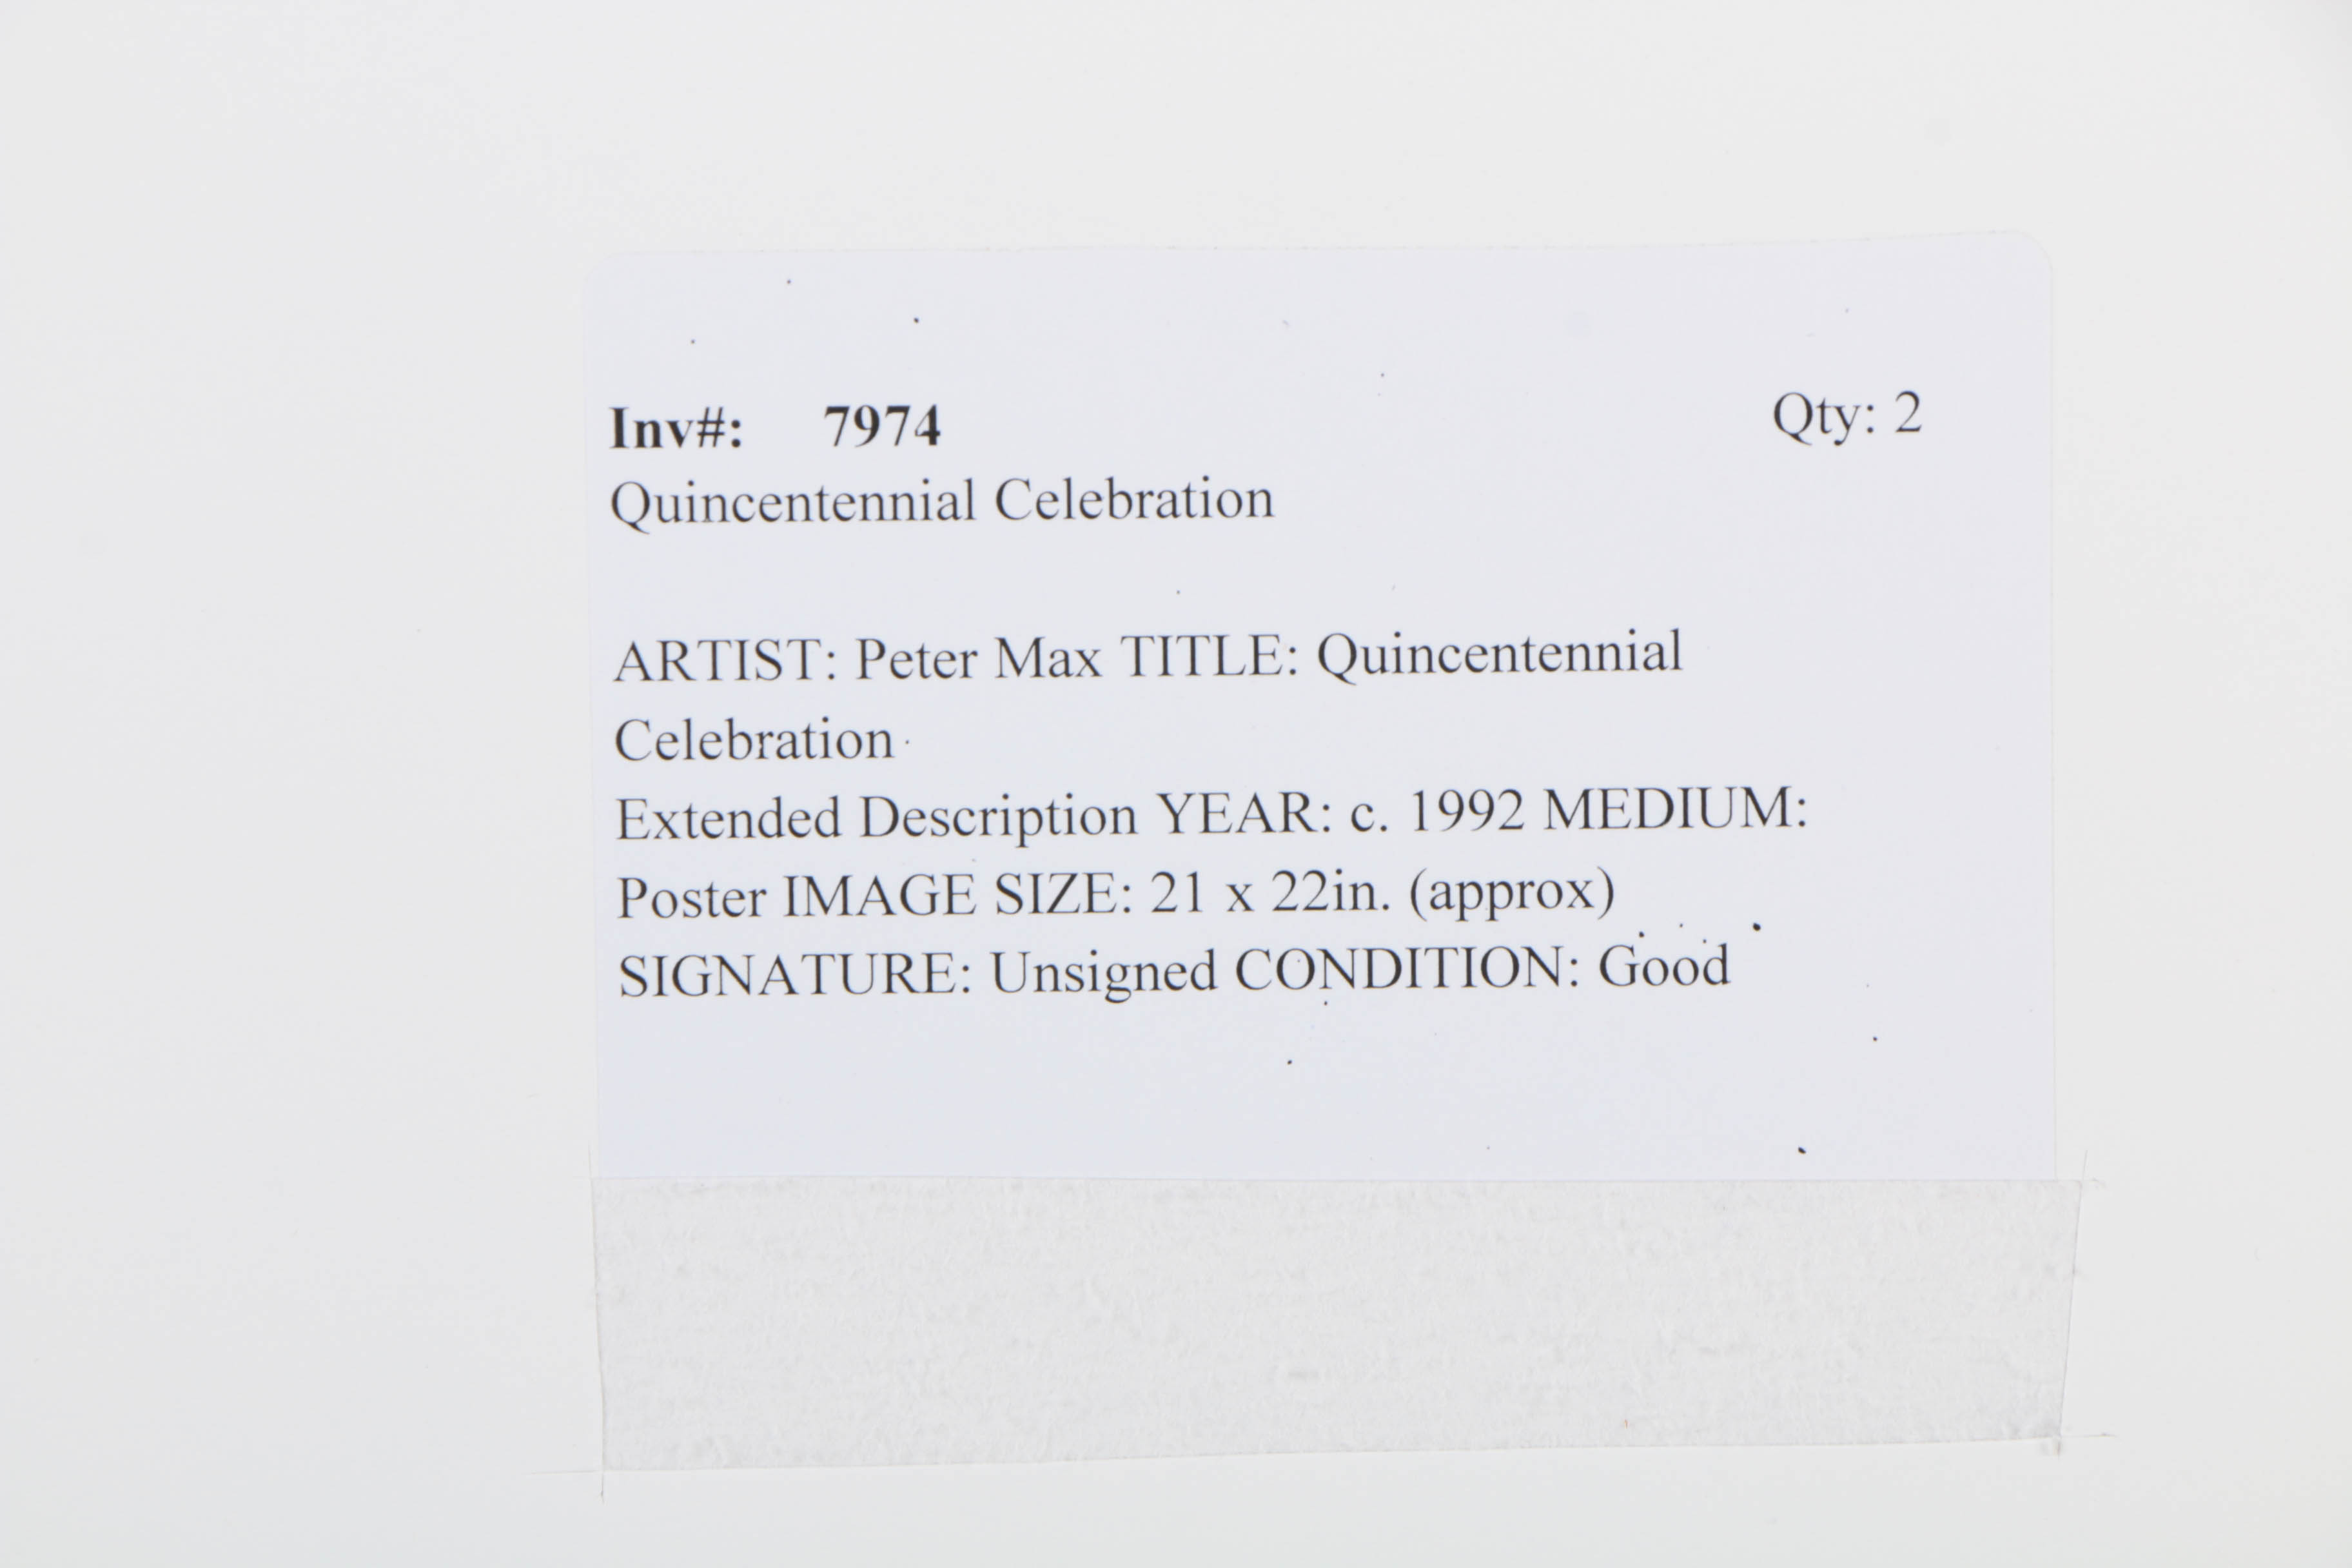 Inv#: 7974 Qty: 2
Quincentennial Celebration
ARTIST: Peter Max TITLE: Quincentennial
Celebration
Extended Description YEAR: c. 1992 MEDIUM:
Poster IMAGE SIZE: 21 x 22in. (approx)
SIGNATURE: Unsigned CONDITION: Good